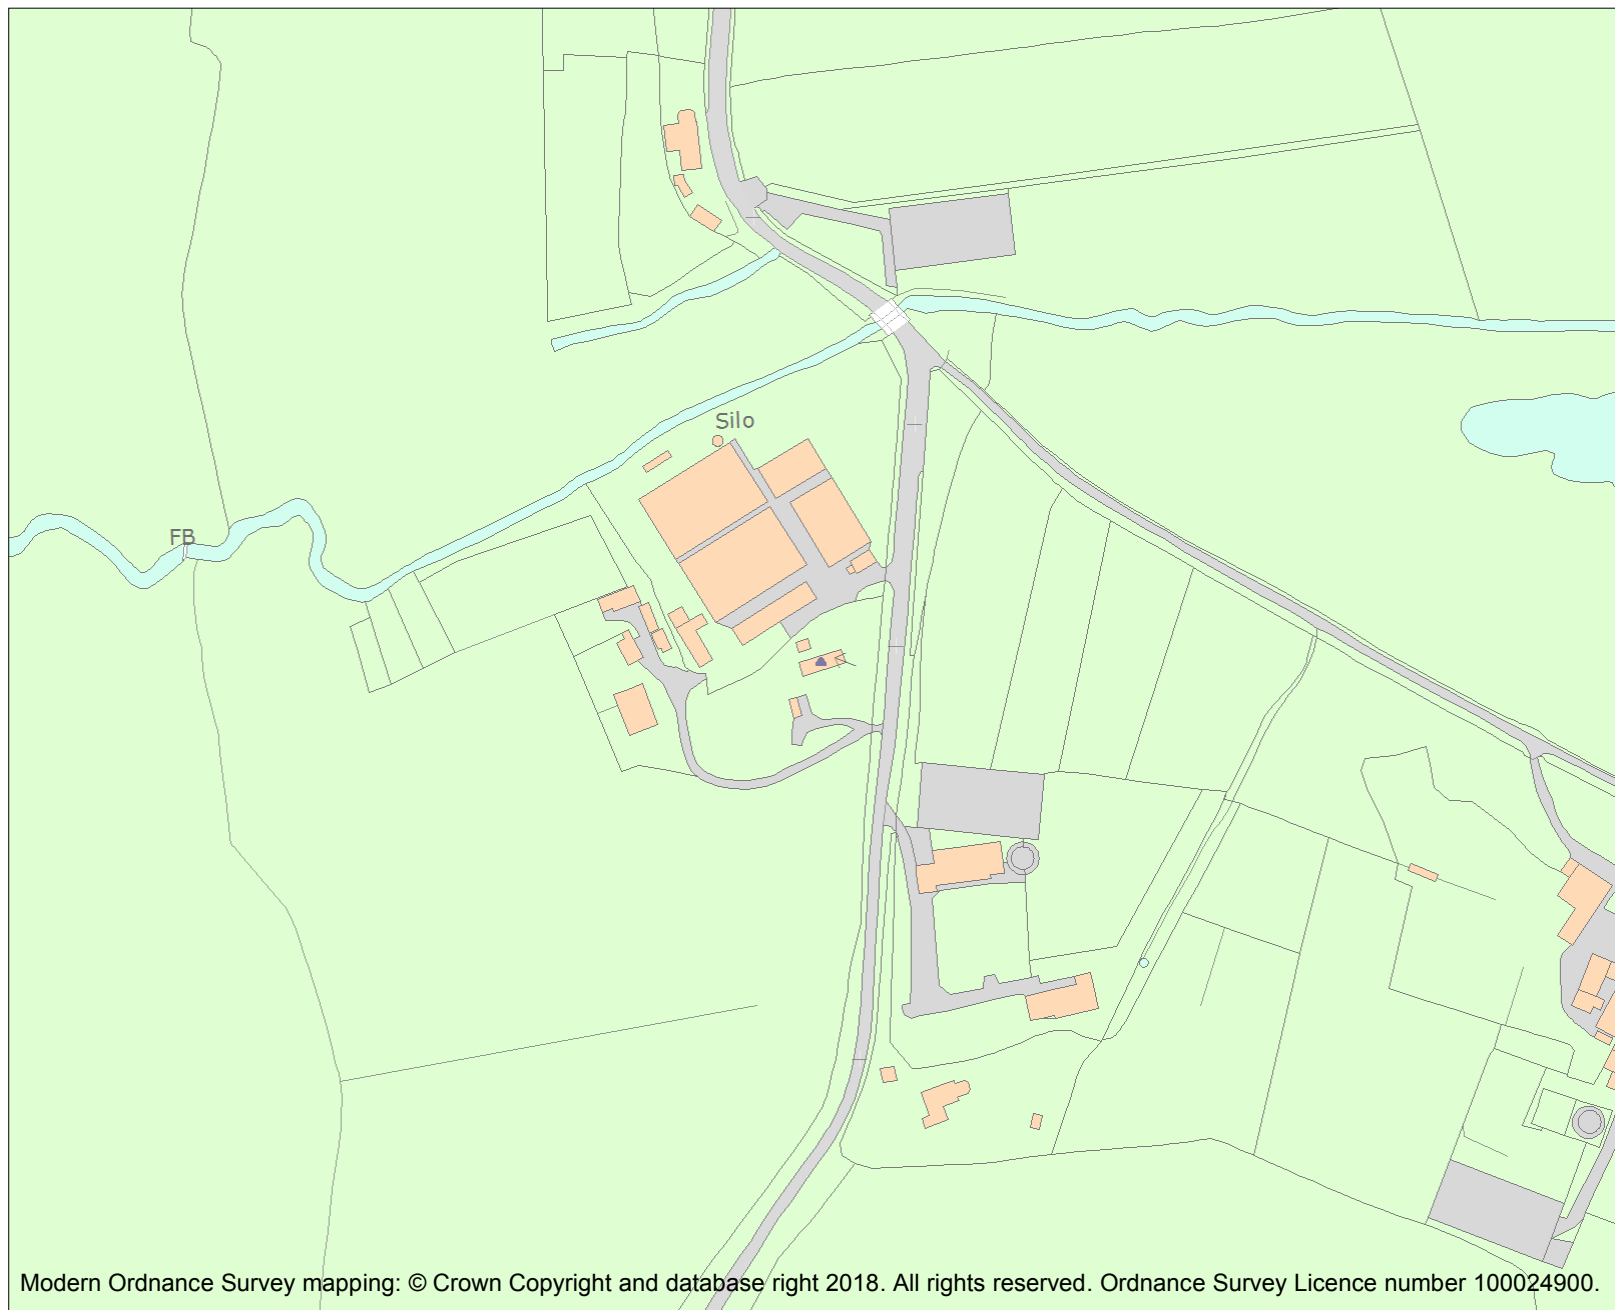 Silo
FB
Modern Ordnance Survey mapping: © Crown Copyright and database right 2018. All rights reserved. Ordnance Survey Licence number 100024900.